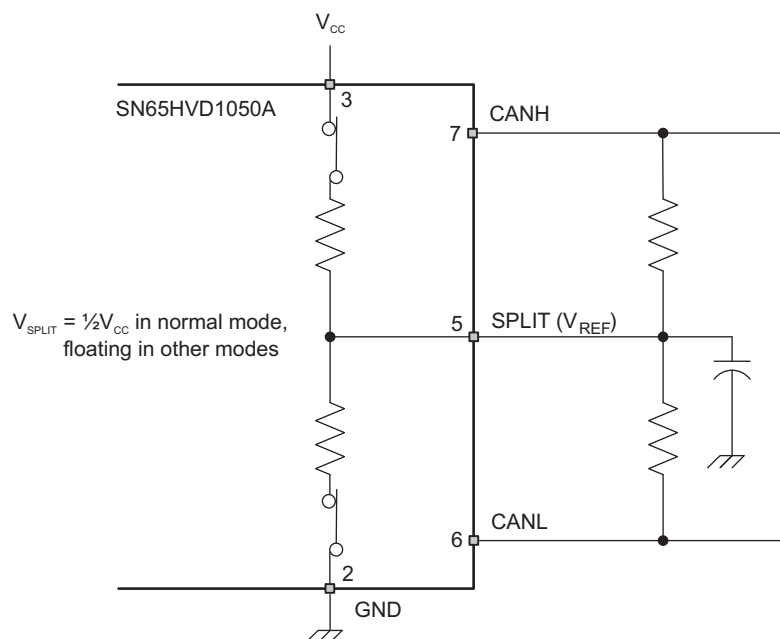 V_CC
SN65HVD1050A
3
7
CANH
V_SPLIT = ½V_CC in normal mode,
floating in other modes
5
SPLIT (V_REF)
CANL
6
2
GND